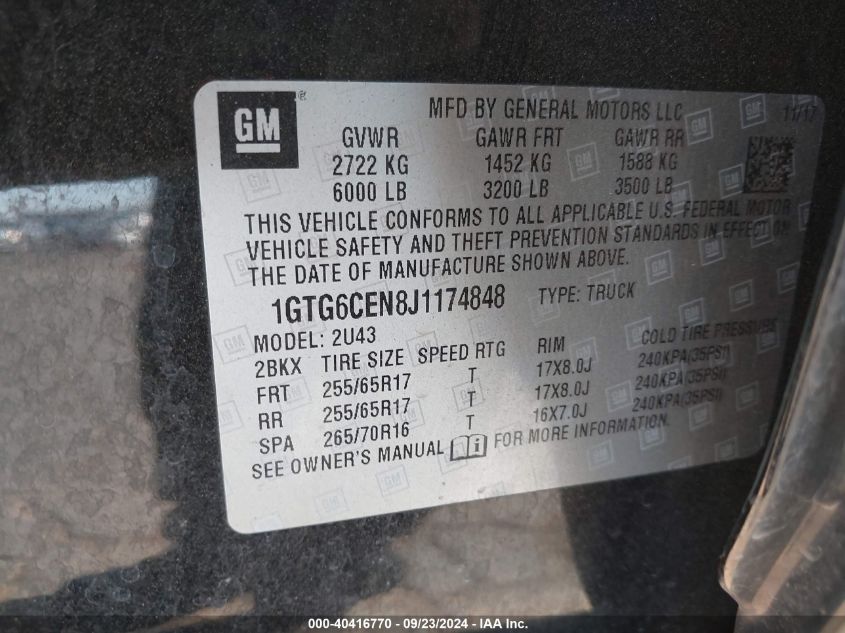 GM
MFD BY GENERAL MOTORS LLC 11/17
GVWR GAWR FRT GAWR RR
2722 KG 1452 KG 1588 KG
6000 LB 3200 LB 3500 LB
THIS VEHICLE CONFORMS TO ALL APPLICABLE U.S. FEDERAL MOTOR
VEHICLE SAFETY AND THEFT PREVENTION STANDARDS IN EFFECT ON
THE DATE OF MANUFACTURE SHOWN ABOVE.
1GTG6CEN8J1174848 TYPE: TRUCK
MODEL: 2U43
2BKX TIRE SIZE SPEED RTG RIM COLD TIRE PRESSURE
FRT 255/65R17 T 17X8.0J 240KPA(35PSI)
RR 255/65R17 T 17X8.0J 240KPA(35PSI)
SPA 265/70R16 T 16X7.0J 240KPA(35PSI)
SEE OWNER'S MANUAL FOR MORE INFORMATION.
000-40416770 - 09/23/2024 - IAA Inc.